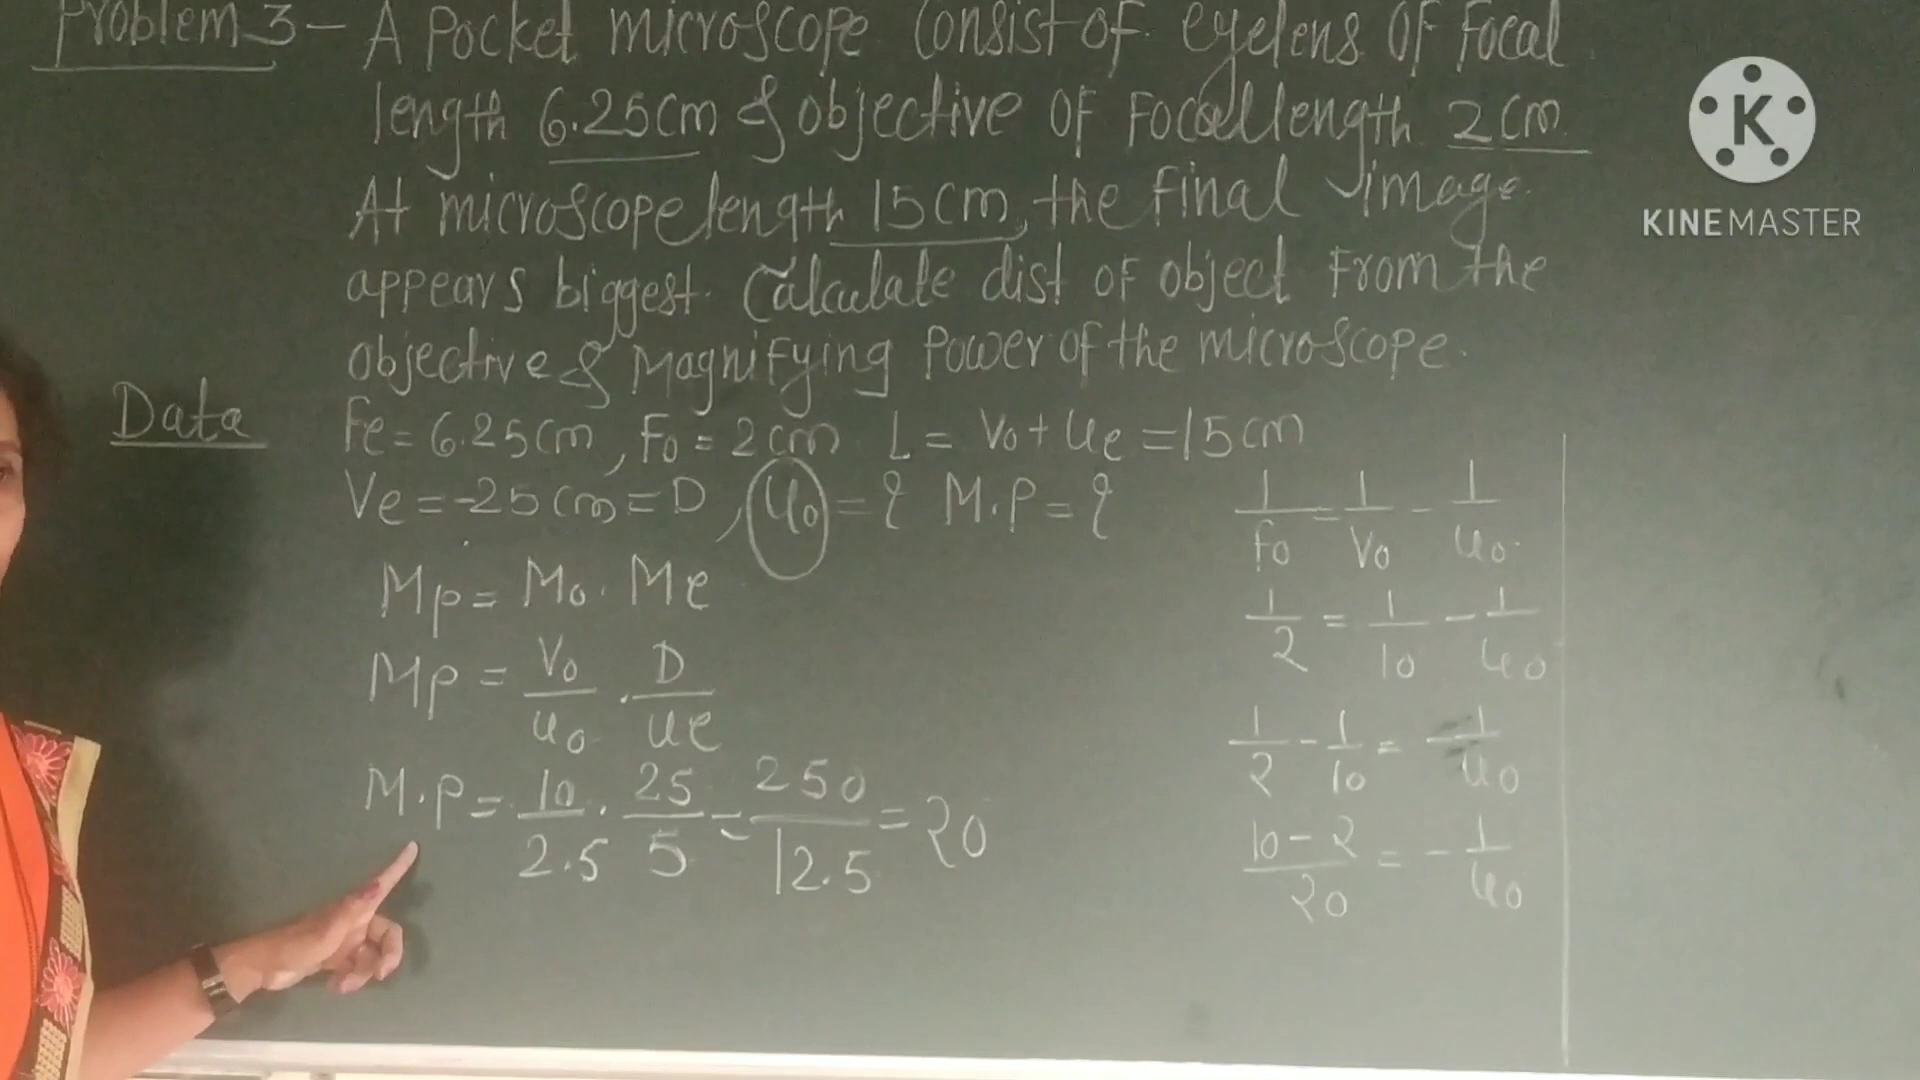 Problem 3 - A Pocket microscope Consist of eyelens of Focal
length 6.25cm & objective of Focal length 2cm
At microscope length 15cm, the final image
appears biggest. Calculate dist of object From the
objective & Magnifying Power of the microscope.
Data
Fe = 6.25cm, Fo = 2cm L = Vo + ue = 15cm
Ve = -25cm = D, uo = ? M.P = ?
Mp = Mo . Me
Mp = Vo/uo . D/ue
M.P = 10/2.5 . 25/5 = 250/12.5 = 20
1/fo = 1/Vo - 1/uo
1/2 = 1/10 - 1/uo
1/2 - 1/10 = -1/uo
10-2/20 = -1/uo
K
KINEMASTER